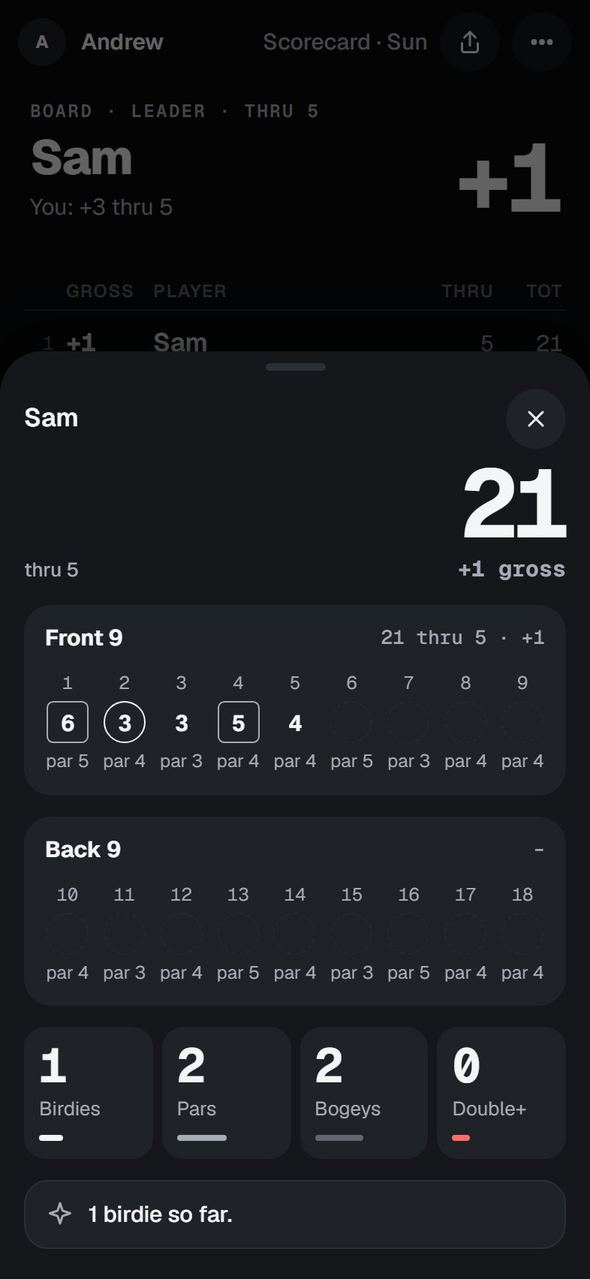 A Andrew Scorecard · Sun
BOARD · LEADER · THRU 5
Sam +1
You: +3 thru 5
GROSS PLAYER THRU TOT
1 +1 Sam 5 21
Sam
21
thru 5 +1 gross
Front 9 21 thru 5 · +1
1 2 3 4 5 6 7 8 9
6 3 3 5 4
par 5 par 4 par 3 par 4 par 4 par 5 par 3 par 4 par 4
Back 9 –
10 11 12 13 14 15 16 17 18
par 4 par 3 par 4 par 5 par 4 par 3 par 5 par 4 par 4
1 2 2 0
Birdies Pars Bogeys Double+
1 birdie so far.